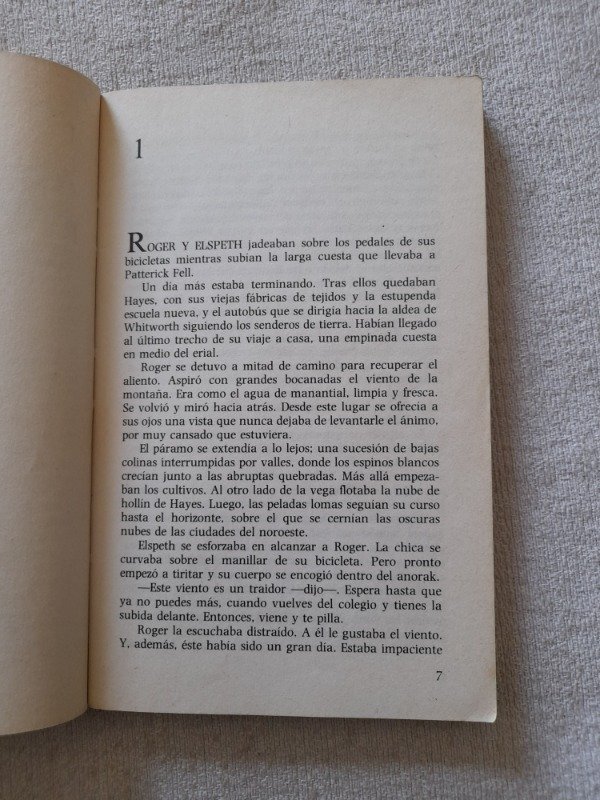 1
ROGER Y ELSPETH jadeaban sobre los pedales de sus
bicicletas mientras subían la larga cuesta que llevaba a
Patterick Fell.
Un día más estaba terminando. Tras ellos quedaban
Hayes, con sus viejas fábricas de tejidos y la estupenda
escuela nueva, y el autobús que se dirigía hacia la aldea de
Whitworth siguiendo los senderos de tierra. Habían llegado
al último trecho de su viaje a casa, una empinada cuesta
en medio del erial.
Roger se detuvo a mitad de camino para recuperar el
aliento. Aspiró con grandes bocanadas el viento de la
montaña. Era como el agua de manantial, limpia y fresca.
Se volvió y miró hacia atrás. Desde este lugar se ofrecía a
sus ojos una vista que nunca dejaba de levantarle el ánimo,
por muy cansado que estuviera.
El páramo se extendía a lo lejos; una sucesión de bajas
colinas interrumpidas por valles, donde los espinos blancos
crecían junto a las abruptas quebradas. Más allá empeza-
ban los cultivos. Al otro lado de la vega flotaba la nube de
hollín de Hayes. Luego, las peladas lomas seguían su curso
hasta el horizonte, sobre el que se cernían las oscuras
nubes de las ciudades del noroeste.
Elspeth se esforzaba en alcanzar a Roger. La chica se
curvaba sobre el manillar de su bicicleta. Pero pronto
empezó a tiritar y su cuerpo se encogió dentro del anorak.
—Este viento es un traidor —dijo—. Espera hasta que
ya no puedes más, cuando vuelves del colegio y tienes la
subida delante. Entonces, viene y te pilla.
Roger la escuchaba distraído. A él le gustaba el viento.
Y, además, éste había sido un gran día. Estaba impaciente
7